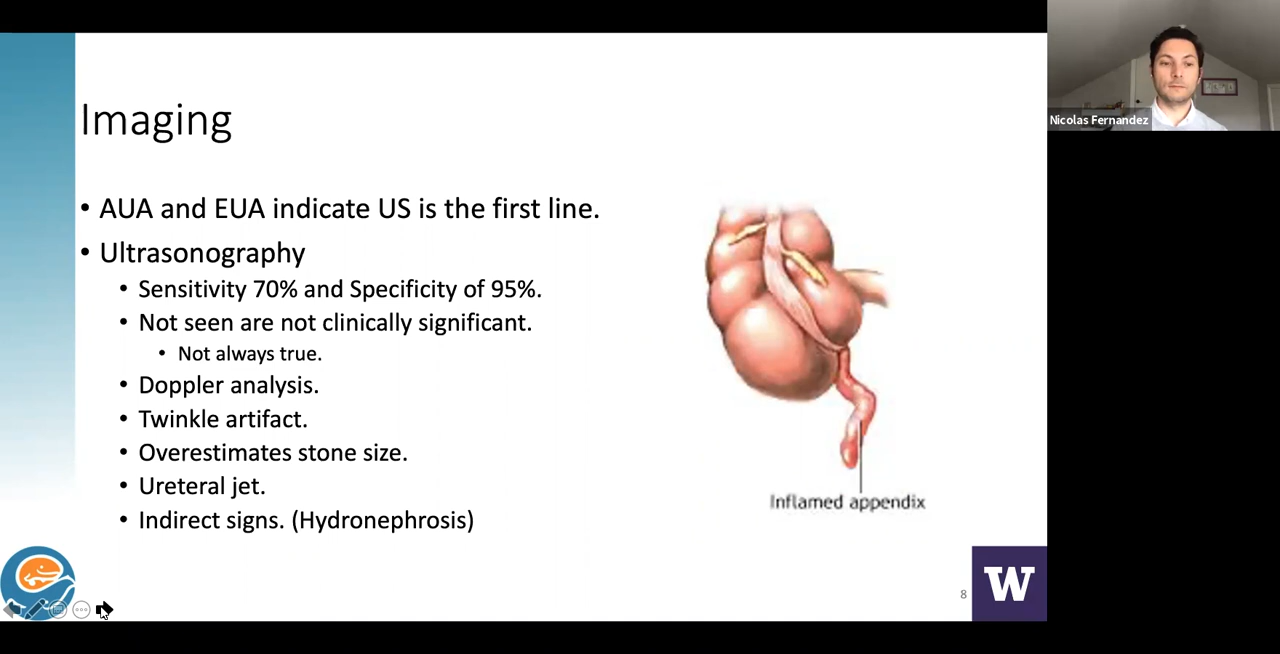 Nicolas Fernandez
Imaging
• AUA and EUA indicate US is the first line.
• Ultrasonography
• Sensitivity 70% and Specificity of 95%.
• Not seen are not clinically significant.
• Not always true.
• Doppler analysis.
• Twinkle artifact.
• Overestimates stone size.
• Ureteral jet.
• Indirect signs. (Hydronephrosis)
Inflamed appendix
8
W